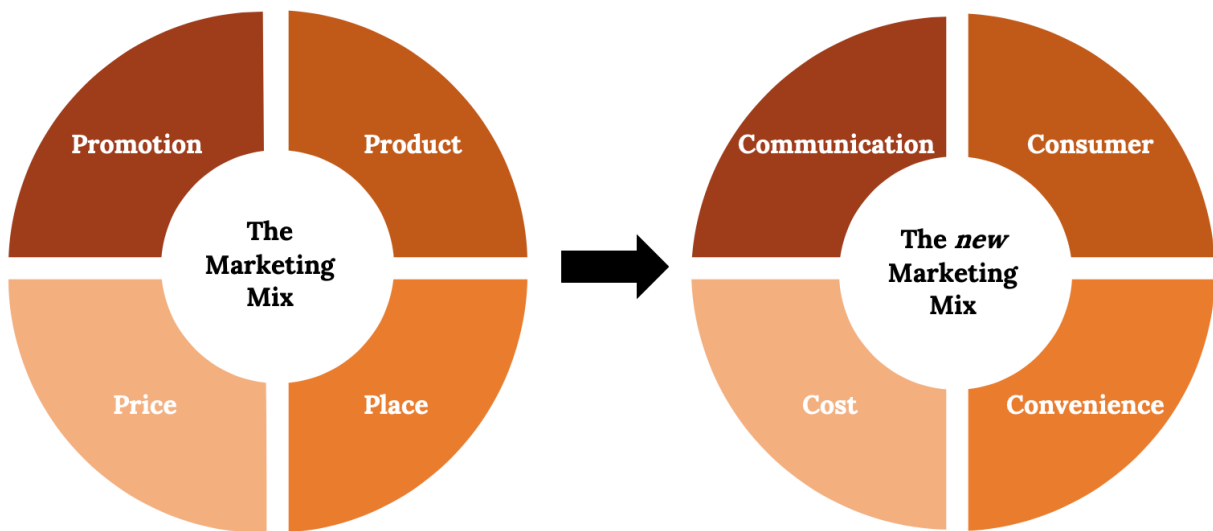 Promotion
Product
The
Marketing
Mix
Price
Place
Communication
Consumer
The new
Marketing
Mix
Cost
Convenience